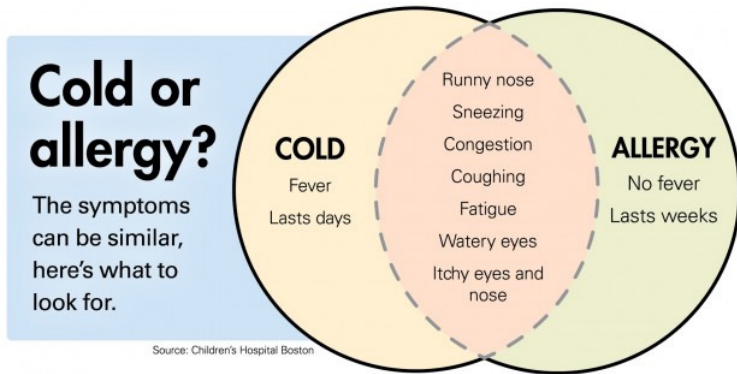 Cold or
allergy?
The symptoms
can be similar,
here's what to
look for.
COLD
Fever
Lasts days
Runny nose
Sneezing
Congestion
Coughing
Fatigue
Watery eyes
Itchy eyes and
nose
ALLERGY
No fever
Lasts weeks
Source: Children's Hospital Boston